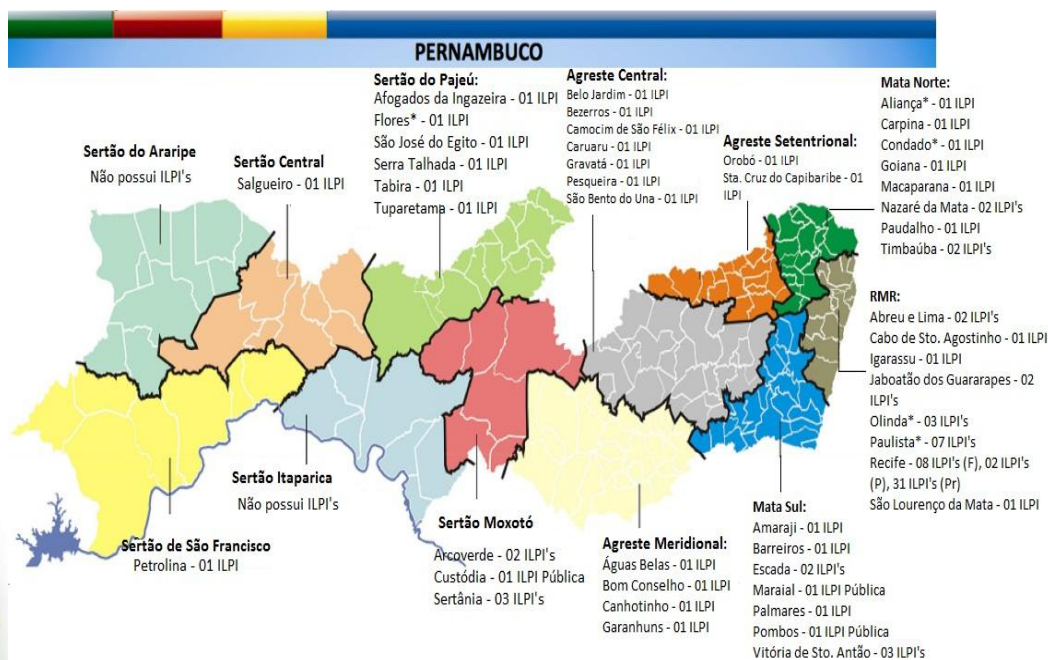 PERNAMBUCO
Sertão do Araripe
Não possui ILPI's
Sertão Central
Salgueiro - 01 ILPI
Sertão do Pajeú:
Afogados da Ingazeira - 01 ILPI
Flores* - 01 ILPI
São José do Egito - 01 ILPI
Serra Talhada - 01 ILPI
Tabira - 01 ILPI
Tuparetama - 01 ILPI
Agreste Central:
Belo Jardim - 01 ILPI
Bezerros - 01 ILPI
Camocim de São Félix - 01 ILPI
Caruaru - 01 ILPI
Gravatá - 01 ILPI
Pesqueira - 01 ILPI
São Bento do Una - 01 ILPI
Agreste Setentrional:
Orobó - 01 ILPI
Sta. Cruz do Capibaribe - 01
ILPI
Mata Norte:
Aliança* - 01 ILPI
Carpina - 01 ILPI
Condado* - 01 ILPI
Goiana - 01 ILPI
Macaparana - 01 ILPI
Nazaré da Mata - 02 ILPI's
Paudalho - 01 ILPI
Timbaúba - 02 ILPI's
RMR:
Abreu e Lima - 02 ILPI's
Cabo de Sto. Agostinho - 01 ILPI
Igarassu - 01 ILPI
Jaboatão dos Guararapes - 02
ILPI's
Olinda* - 03 ILPI's
Paulista* - 07 ILPI's
Recife - 08 ILPI's (F), 02 ILPI's
(P), 31 ILPI's (Pr)
São Lourenço da Mata - 01 ILPI
Sertão Itaparica
Não possui ILPI's
Sertão de São Francisco
Petrolina - 01 ILPI
Sertão Moxotó
Arcoverde - 02 ILPI's
Custódia - 01 ILPI Pública
Sertânia - 03 ILPI's
Agreste Meridional:
Águas Belas - 01 ILPI
Bom Conselho - 01 ILPI
Canhotinho - 01 ILPI
Garanhuns - 01 ILPI
Mata Sul:
Amaraji - 01 ILPI
Barreiros - 01 ILPI
Escada - 02 ILPI's
Maraial - 01 ILPI Pública
Palmares - 01 ILPI
Pombos - 01 ILPI Pública
Vitória de Sto. Antão - 03 ILPI's